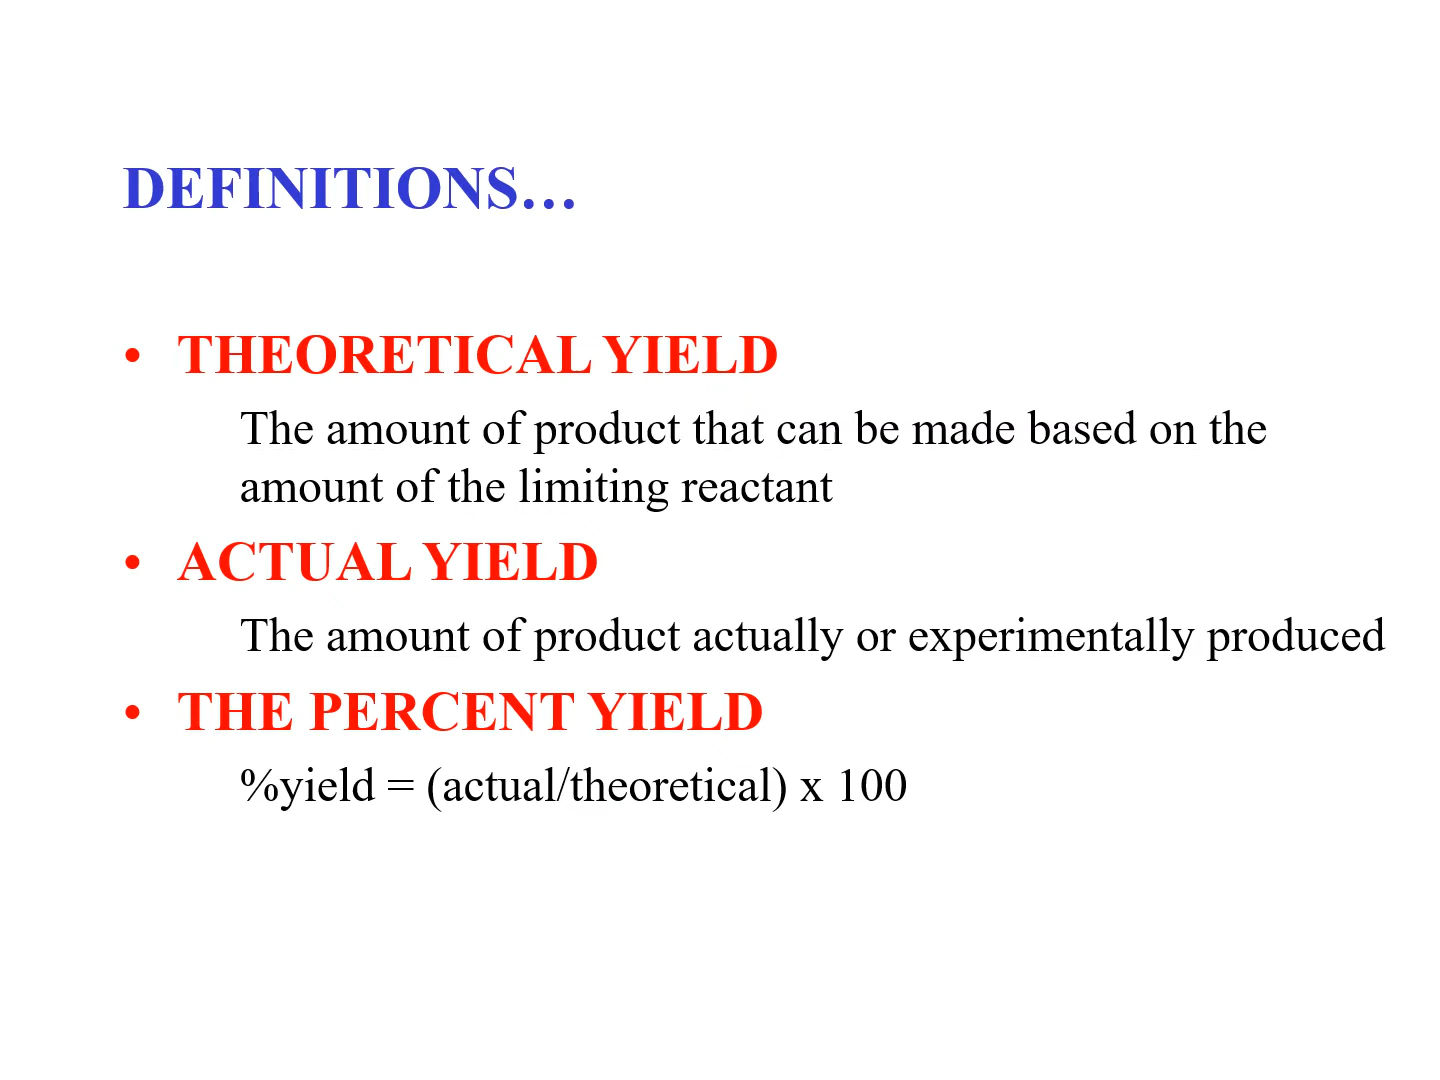 DEFINITIONS…
• THEORETICAL YIELD
The amount of product that can be made based on the
amount of the limiting reactant
• ACTUAL YIELD
The amount of product actually or experimentally produced
• THE PERCENT YIELD
%yield = (actual/theoretical) x 100